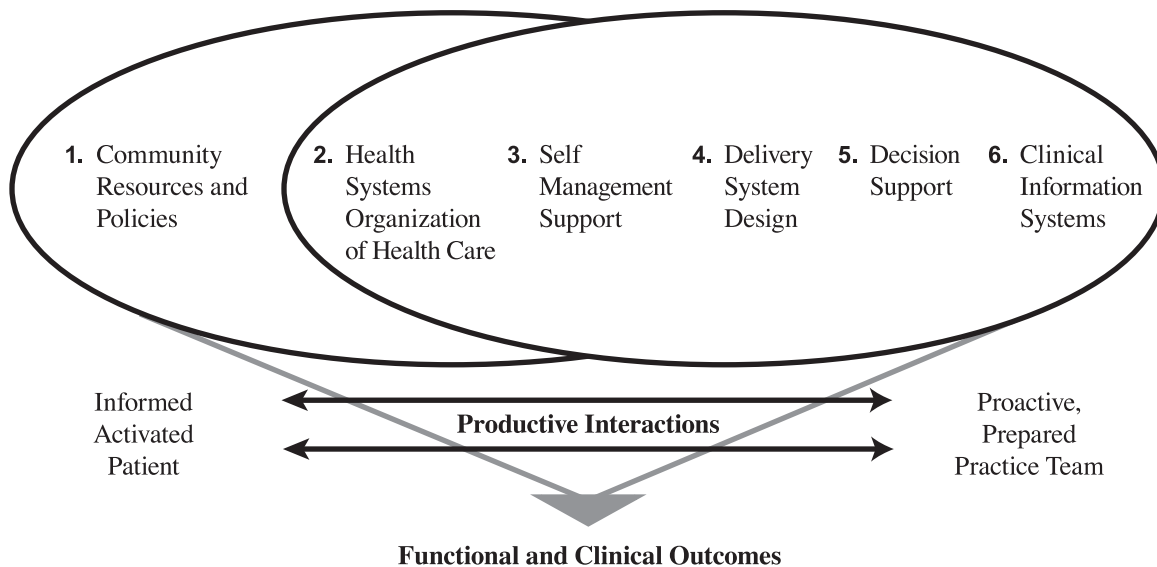 1. Community
Resources and
Policies
2. Health
Systems
Organization
of Health Care
3. Self
Management
Support
4. Delivery
System
Design
5. Decision
Support
6. Clinical
Information
Systems
Informed
Activated
Patient
Productive Interactions
Proactive,
Prepared
Practice Team
Functional and Clinical Outcomes